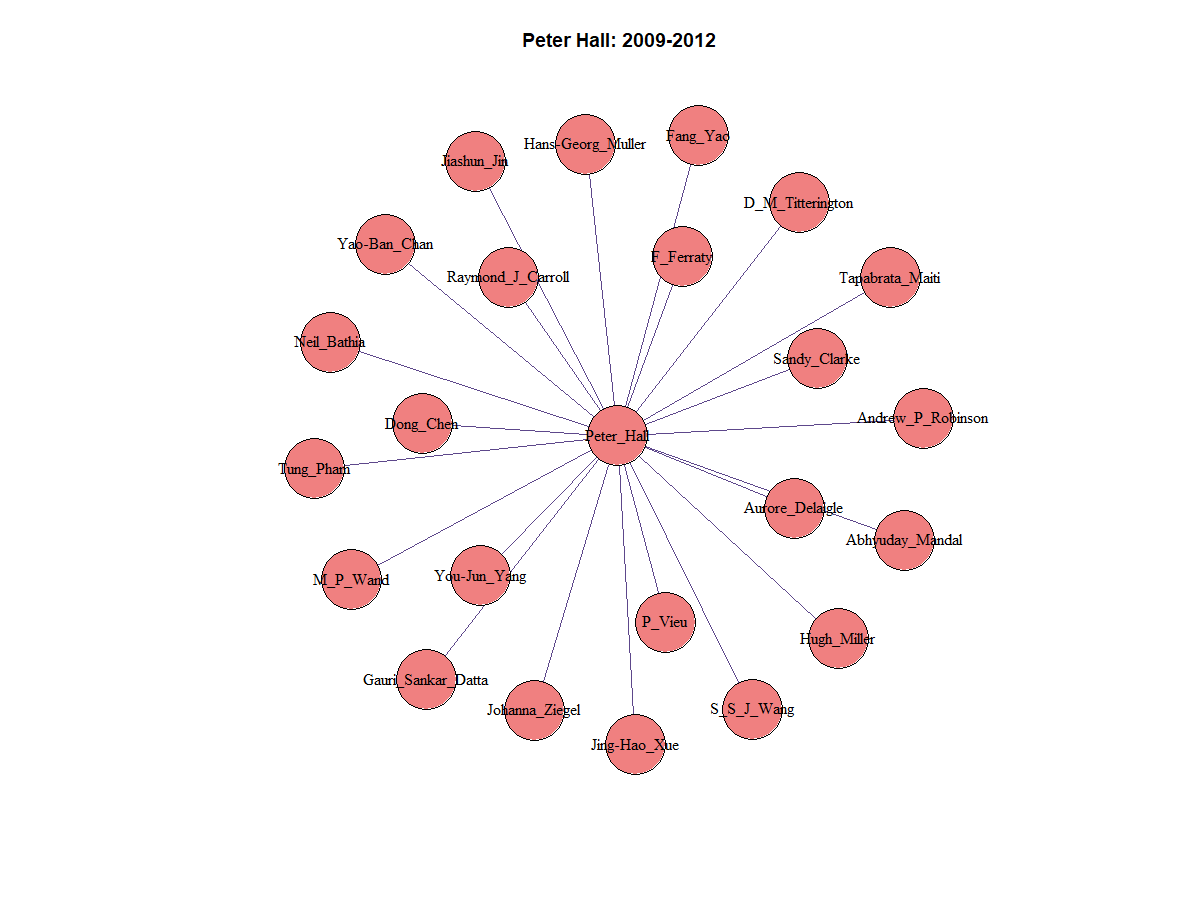 Peter Hall: 2009-2012
Fang_Yao
Hans-Georg_Muller
Jiashun_Jin
D_M_Titterington
Yao-Ban_Chan
F_Ferraty
Raymond_J_Carroll
Tapabrata_Maiti
Neil_Bathia
Sandy_Clarke
Andrew_P_Robinson
Dong_Chen
Peter_Hall
Tung_Pham
Aurore_Delaigle
Abhyuday_Mandal
You-Jun_Yang
M_P_Wand
P_Vieu
Hugh_Miller
Gauri_Sankar_Datta
Johanna_Ziegel
S_S_J_Wang
Jing-Hao_Xue